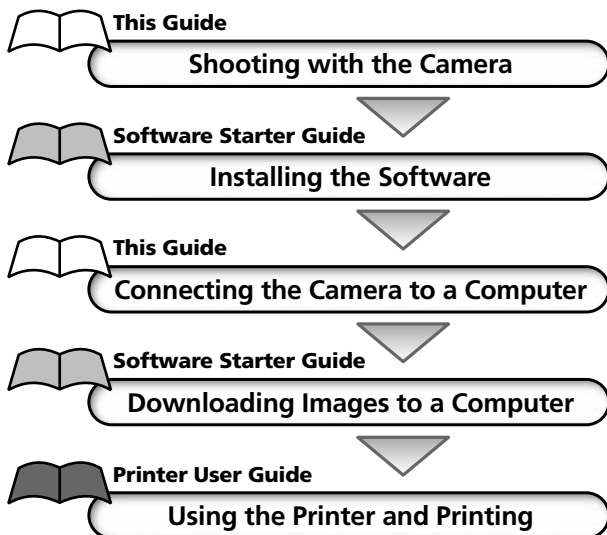 This Guide
Shooting with the Camera
Software Starter Guide
Installing the Software
This Guide
Connecting the Camera to a Computer
Software Starter Guide
Downloading Images to a Computer
Printer User Guide
Using the Printer and Printing